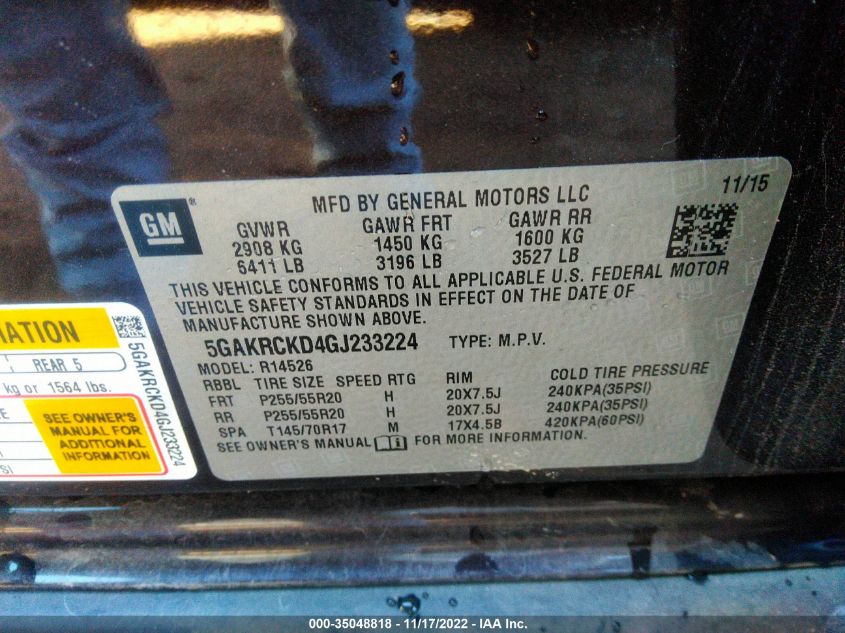 MFD BY GENERAL MOTORS LLC 11/15
GM
GVWR GAWR FRT GAWR RR
2908 KG 1450 KG 1600 KG
6411 LB 3196 LB 3527 LB
THIS VEHICLE CONFORMS TO ALL APPLICABLE U.S. FEDERAL MOTOR
VEHICLE SAFETY STANDARDS IN EFFECT ON THE DATE OF
MANUFACTURE SHOWN ABOVE.
5GAKRCKD4GJ233224 TYPE: M.P.V.
MODEL: R14526
RBBL TIRE SIZE SPEED RTG RIM COLD TIRE PRESSURE
FRT P255/55R20 H 20X7.5J 240KPA(35PSI)
RR P255/55R20 H 20X7.5J 240KPA(35PSI)
SPA T145/70R17 M 17X4.5B 420KPA(60PSI)
SEE OWNER'S MANUAL FOR MORE INFORMATION.
MATION
REAR 5
kg or 1564 lbs.
SEE OWNER'S
MANUAL FOR
ADDITIONAL
INFORMATION
5GAKRCKD4GJ233224
000-35048818 - 11/17/2022 - IAA Inc.